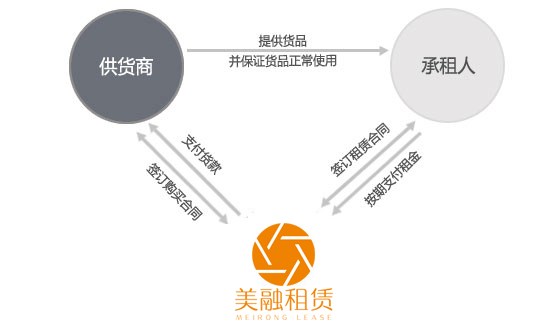 供货商
提供货品
并保证货品正常使用
承租人
支付货款
签订购买合同
签订租赁合同
按期支付租金
美融租赁
MEIRONG LEASE